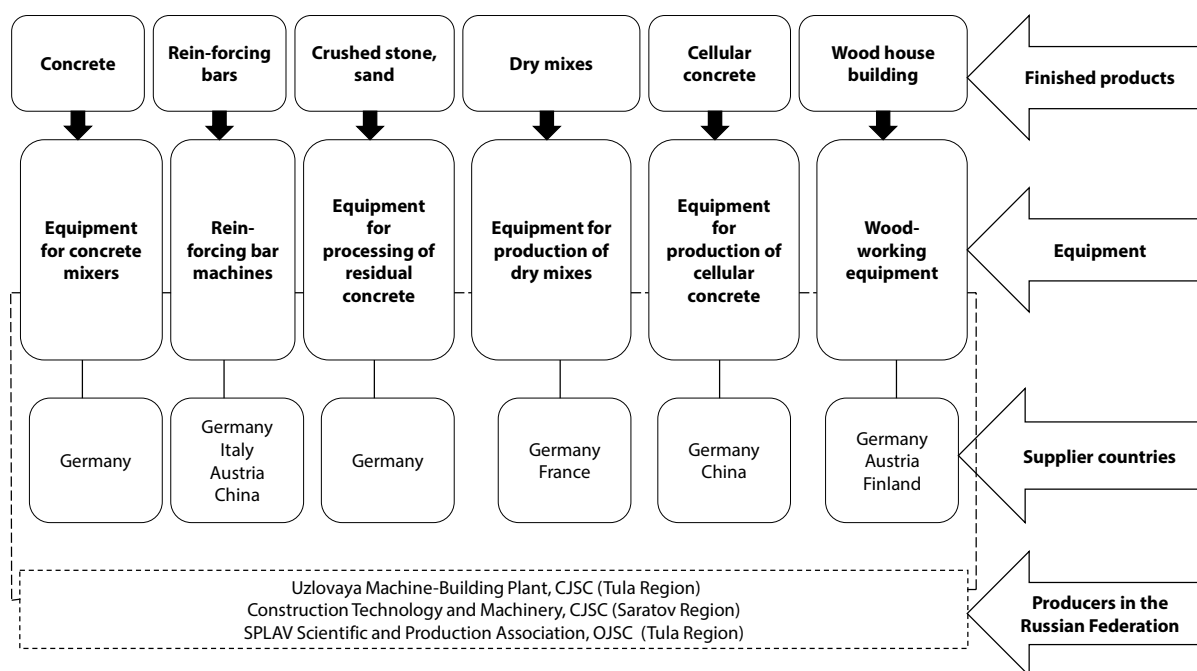 Concrete
Rein-forcing
bars
Crushed stone,
sand
Dry mixes
Cellular
concrete
Wood house
building
Finished products
Equipment
for concrete
mixers
Rein-
forcing bar
machines
Equipment
for
processing of
residual
concrete
Equipment for
production of
dry mixes
Equipment
for
production of
cellular
concrete
Wood-
working
equipment
Equipment
Germany
Germany
Italy
Austria
China
Germany
Germany
France
Germany
China
Germany
Austria
Finland
Supplier countries
Uzlovaya Machine-Building Plant, CJSC (Tula Region)
Construction Technology and Machinery, CJSC (Saratov Region)
SPLAV Scientific and Production Association, OJSC (Tula Region)
Producers in the
Russian Federation